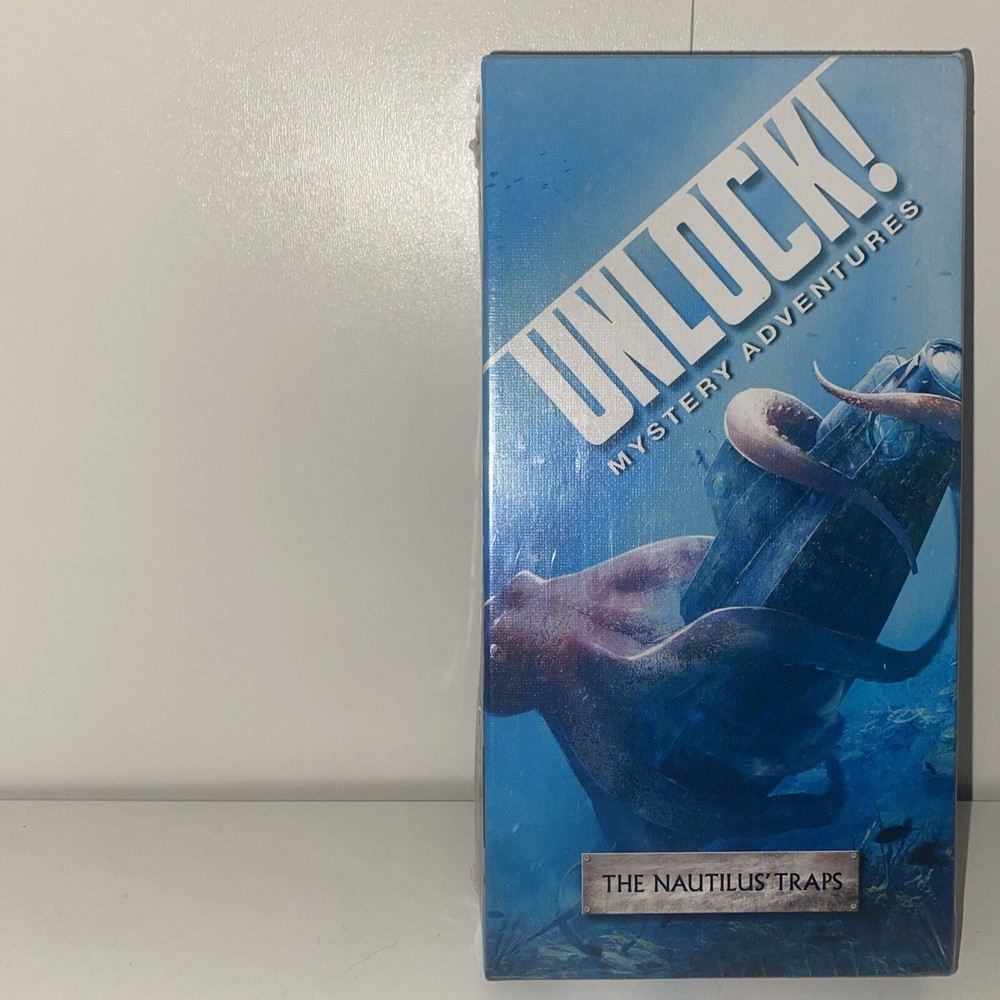 UNLOCK!
MYSTERY ADVENTURES
THE NAUTILUS' TRAPS